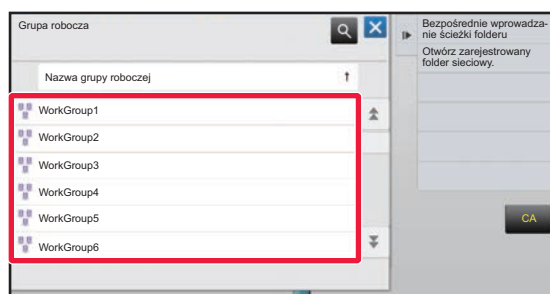 Grupa robocza
Nazwa grupy roboczej
WorkGroup1
WorkGroup2
WorkGroup3
WorkGroup4
WorkGroup5
WorkGroup6
Bezpośrednie wprowadza-
nie ścieżki folderu
Otwórz zarejestrowany
folder sieciowy.
CA